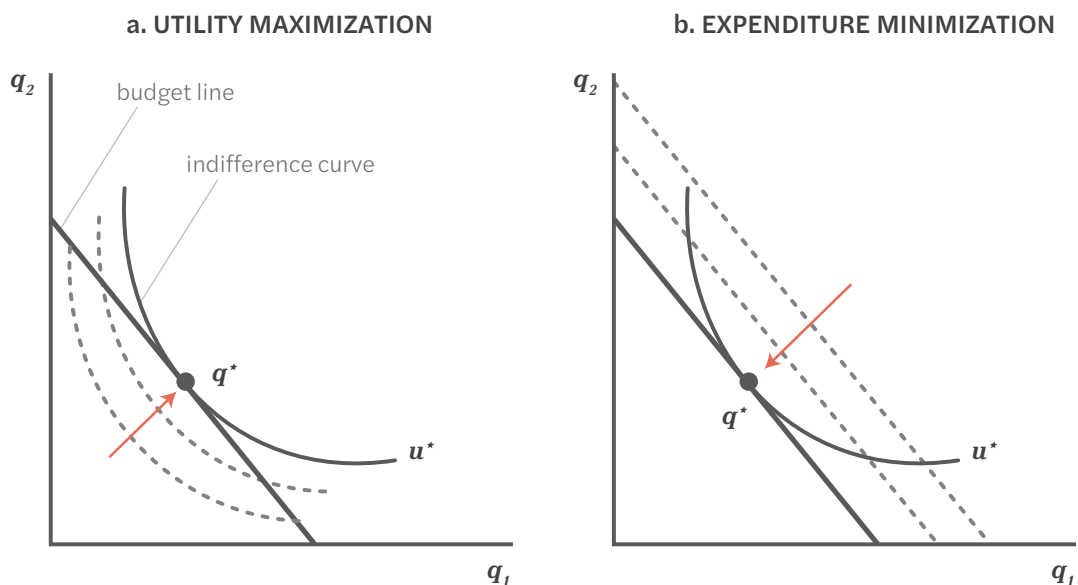 a. UTILITY MAXIMIZATION
q₂
budget line
indifference curve
q*
u*
q₁
b. EXPENDITURE MINIMIZATION
q₂
q*
u*
q₁